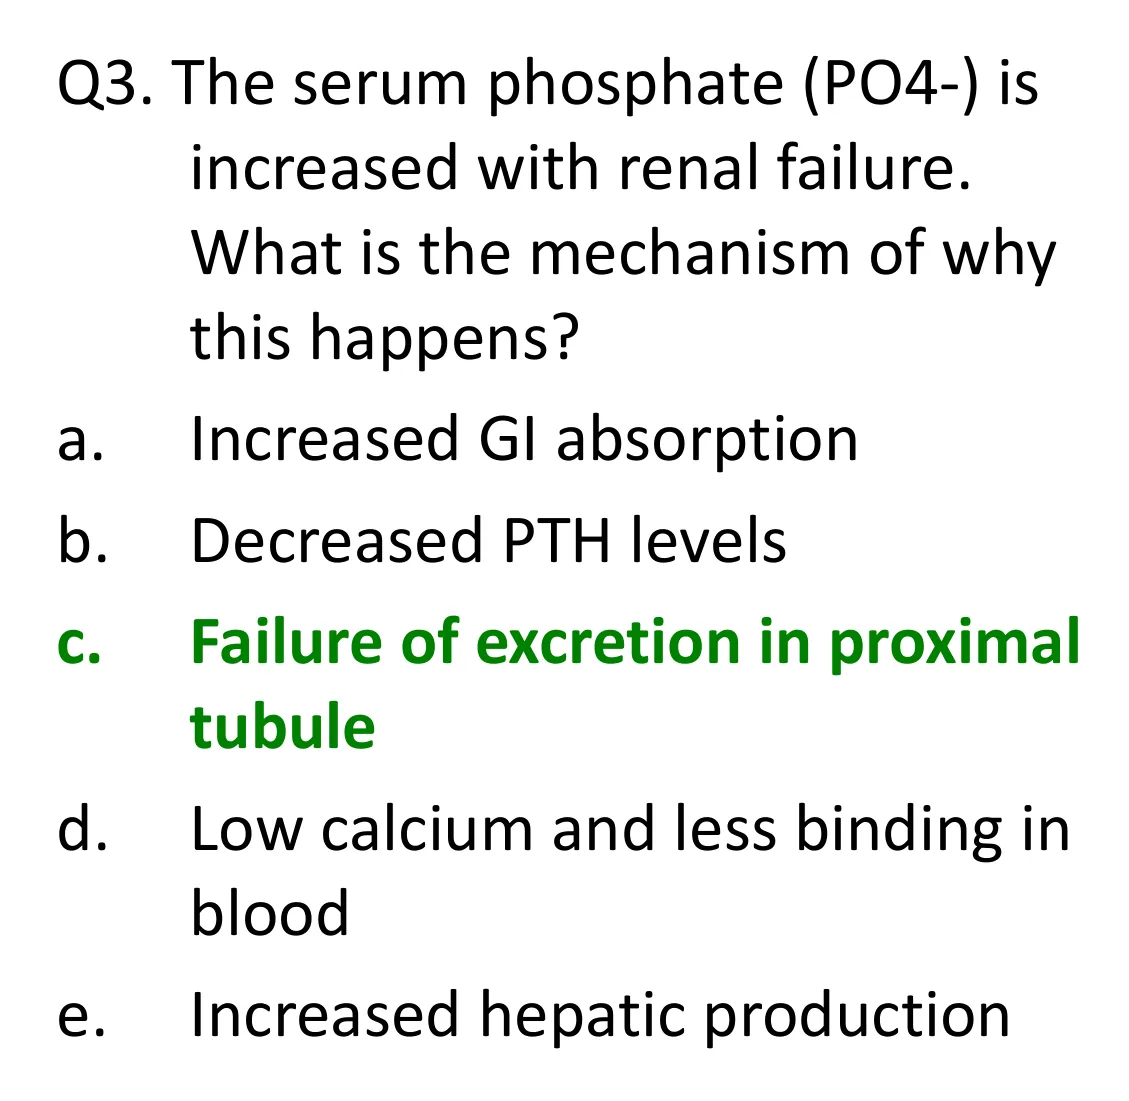 Q3. The serum phosphate (PO4-) is
increased with renal failure.
What is the mechanism of why
this happens?
a. Increased GI absorption
b. Decreased PTH levels
c. Failure of excretion in proximal
tubule
d. Low calcium and less binding in
blood
e. Increased hepatic production